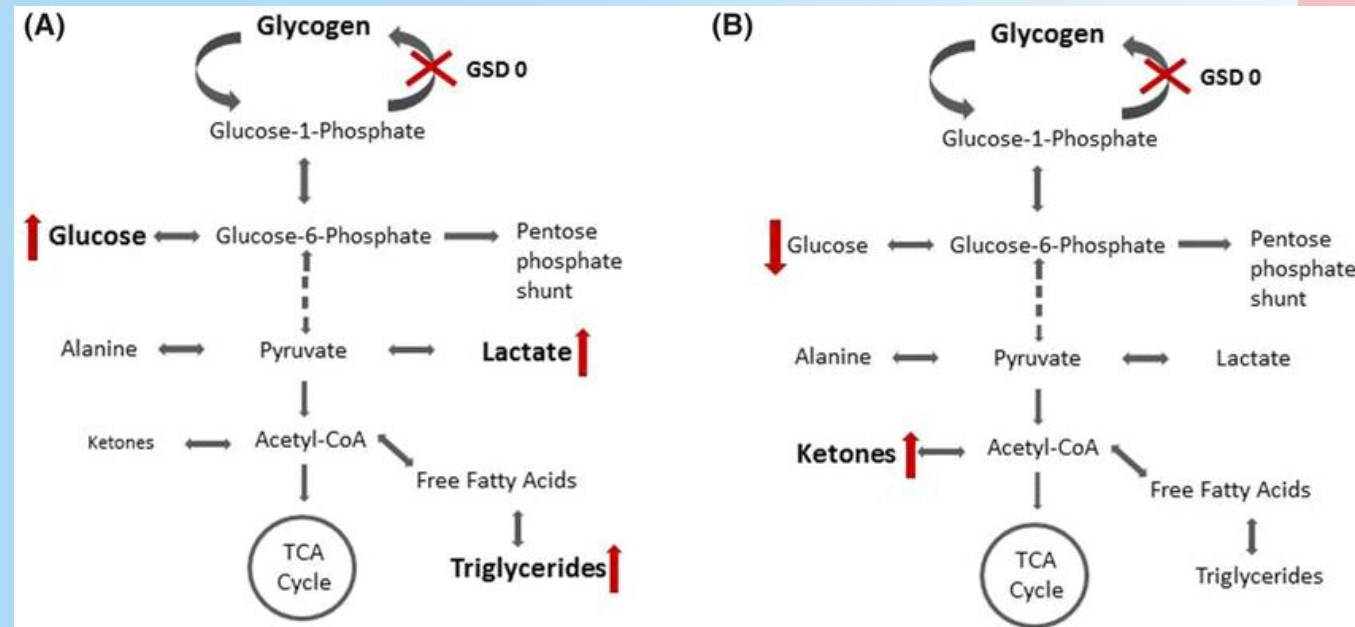 (A)
Glycogen
GSD 0
Glucose-1-Phosphate
Glucose
Glucose-6-Phosphate
Pentose
phosphate
shunt
Alanine
Pyruvate
Lactate
Ketones
Acetyl-CoA
Free Fatty Acids
TCA
Cycle
Triglycerides
(B)
Glycogen
GSD 0
Glucose-1-Phosphate
Glucose
Glucose-6-Phosphate
Pentose
phosphate
shunt
Alanine
Pyruvate
Lactate
Ketones
Acetyl-CoA
Free Fatty Acids
TCA
Cycle
Triglycerides